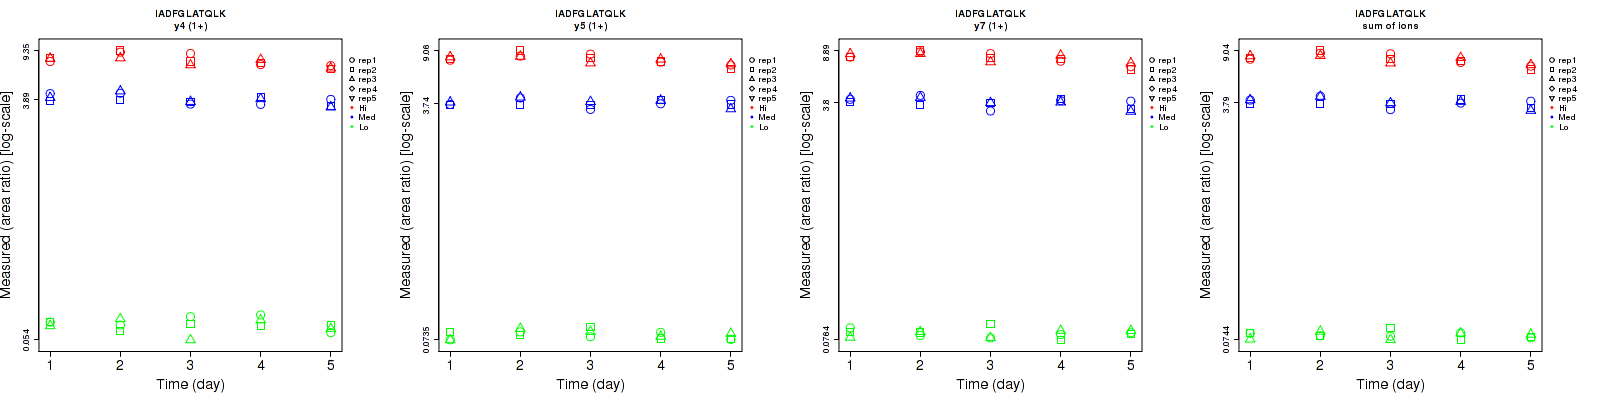 IADFGLATQLK
y4 (1+)
Measured (area ratio) [log-scale]
9.35
3.89
0.054
1 2 3 4 5
Time (day)
rep1
rep2
rep3
rep4
rep5
Hi
Med
Lo
IADFGLATQLK
y5 (1+)
Measured (area ratio) [log-scale]
9.06
3.74
0.0735
1 2 3 4 5
Time (day)
rep1
rep2
rep3
rep4
rep5
Hi
Med
Lo
IADFGLATQLK
y7 (1+)
Measured (area ratio) [log-scale]
8.89
3.8
0.0764
1 2 3 4 5
Time (day)
rep1
rep2
rep3
rep4
rep5
Hi
Med
Lo
IADFGLATQLK
sum of ions
Measured (area ratio) [log-scale]
9.04
3.79
0.0744
1 2 3 4 5
Time (day)
rep1
rep2
rep3
rep4
rep5
Hi
Med
Lo